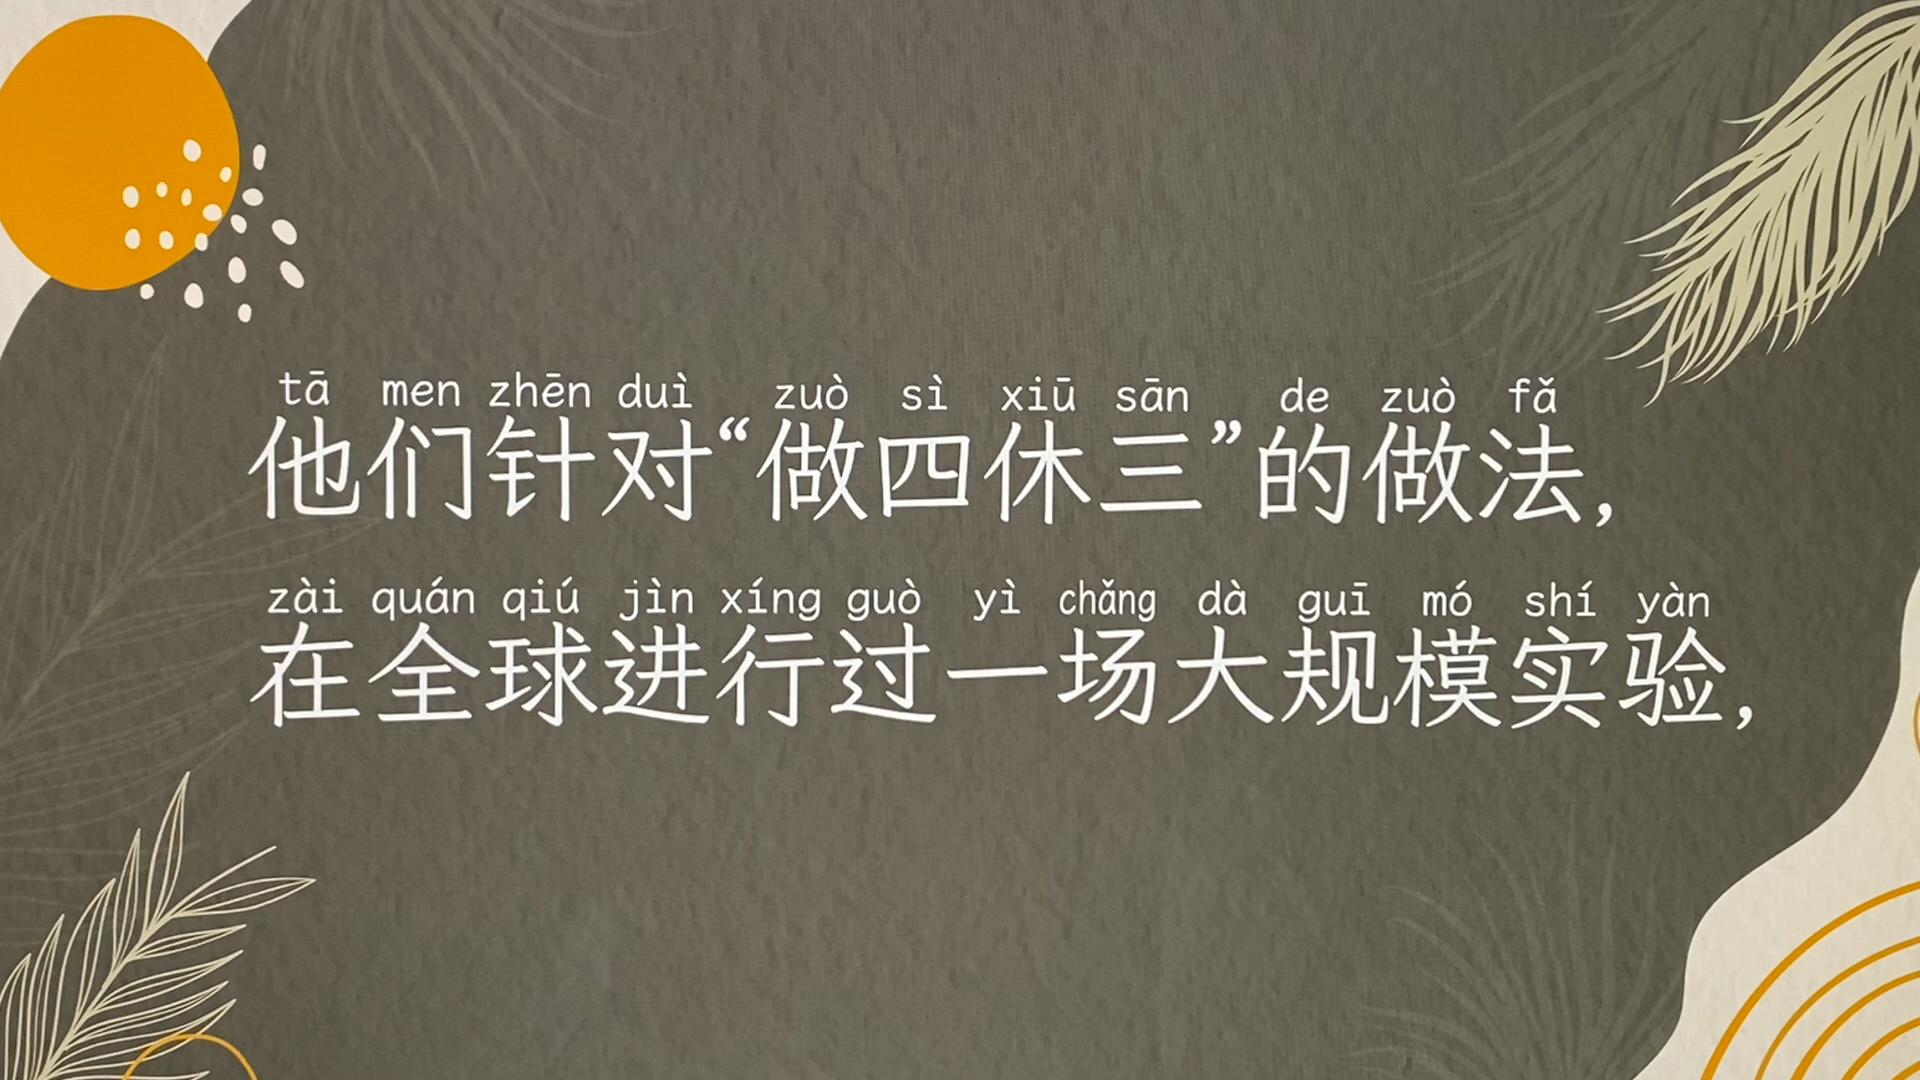 tā men zhēn duì zuò sì xiū sān de zuò fǎ
他们针对“做四休三”的做法，
zài quán qiú jìn xíng guò yì chǎng dà guī mó shí yàn
在全球进行过一场大规模实验，